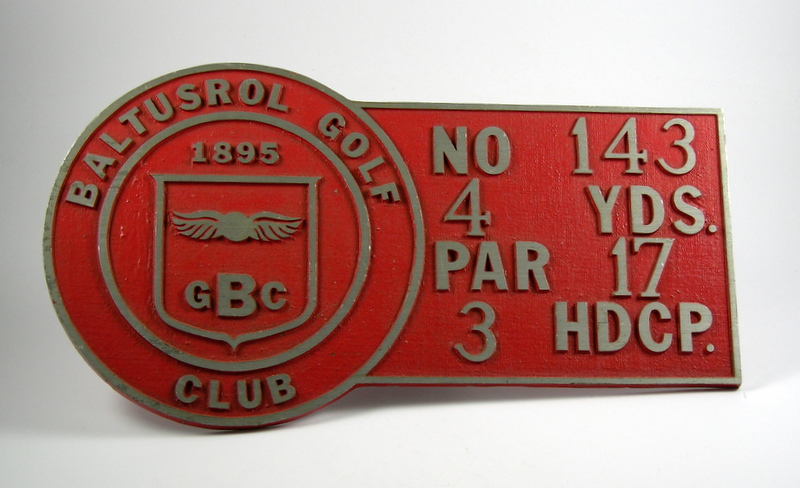 BALTUSROL GOLF
1895
GBC
CLUB
NO 143
4 YDS.
PAR 17
3 HDCP.